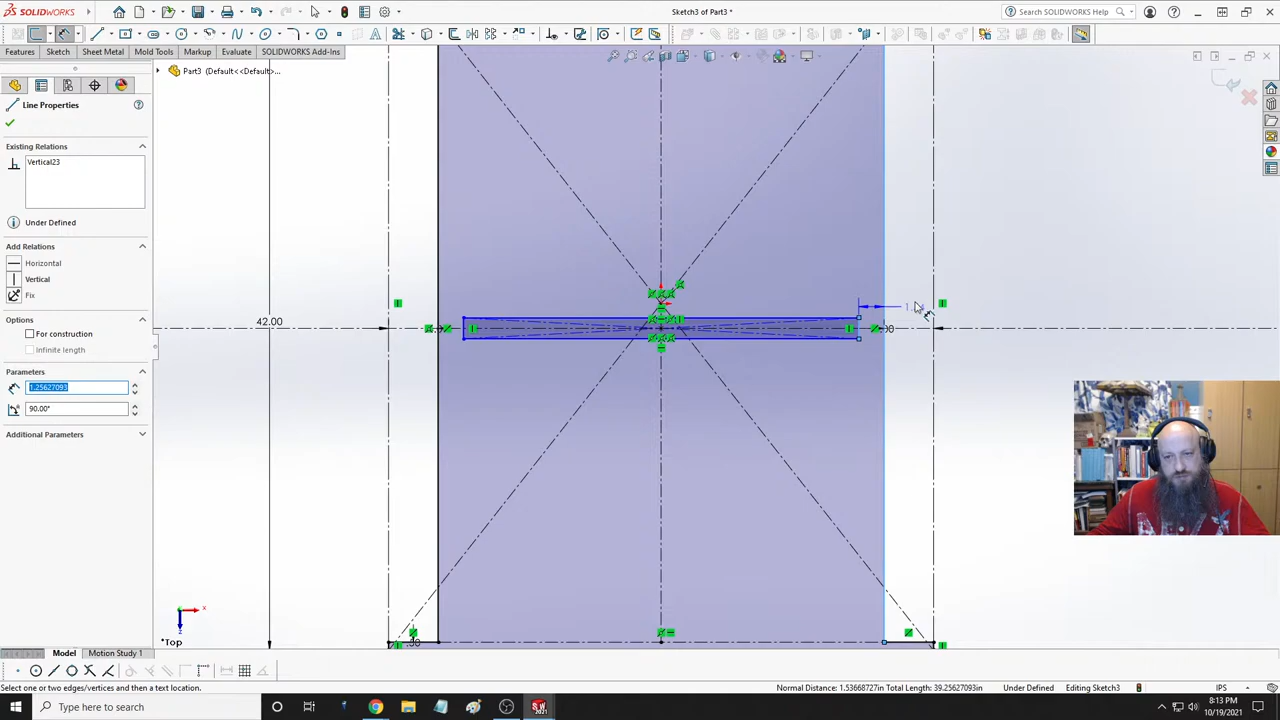 SOLIDWORKS
Sketch3 of Part3 *
Search SOLIDWORKS Help
Features
Sketch
Sheet Metal
Mold Tools
Markup
Evaluate
SOLIDWORKS Add-Ins
Part3 (Default<<Default>...
Line Properties
Existing Relations
Vertical23
Under Defined
Add Relations
Horizontal
Vertical
Fix
Options
For construction
Infinite length
Parameters
1.25627093
90.00°
Additional Parameters
42.00
x
z
*Top
Model
Motion Study 1
Select one or two edges/vertices and then a text location.
Normal Distance: 1.53668727in Total Length: 39.25627093in
Under Defined
Editing Sketch3
IPS
Type here to search
SW
2021
8:13 PM
10/19/2021